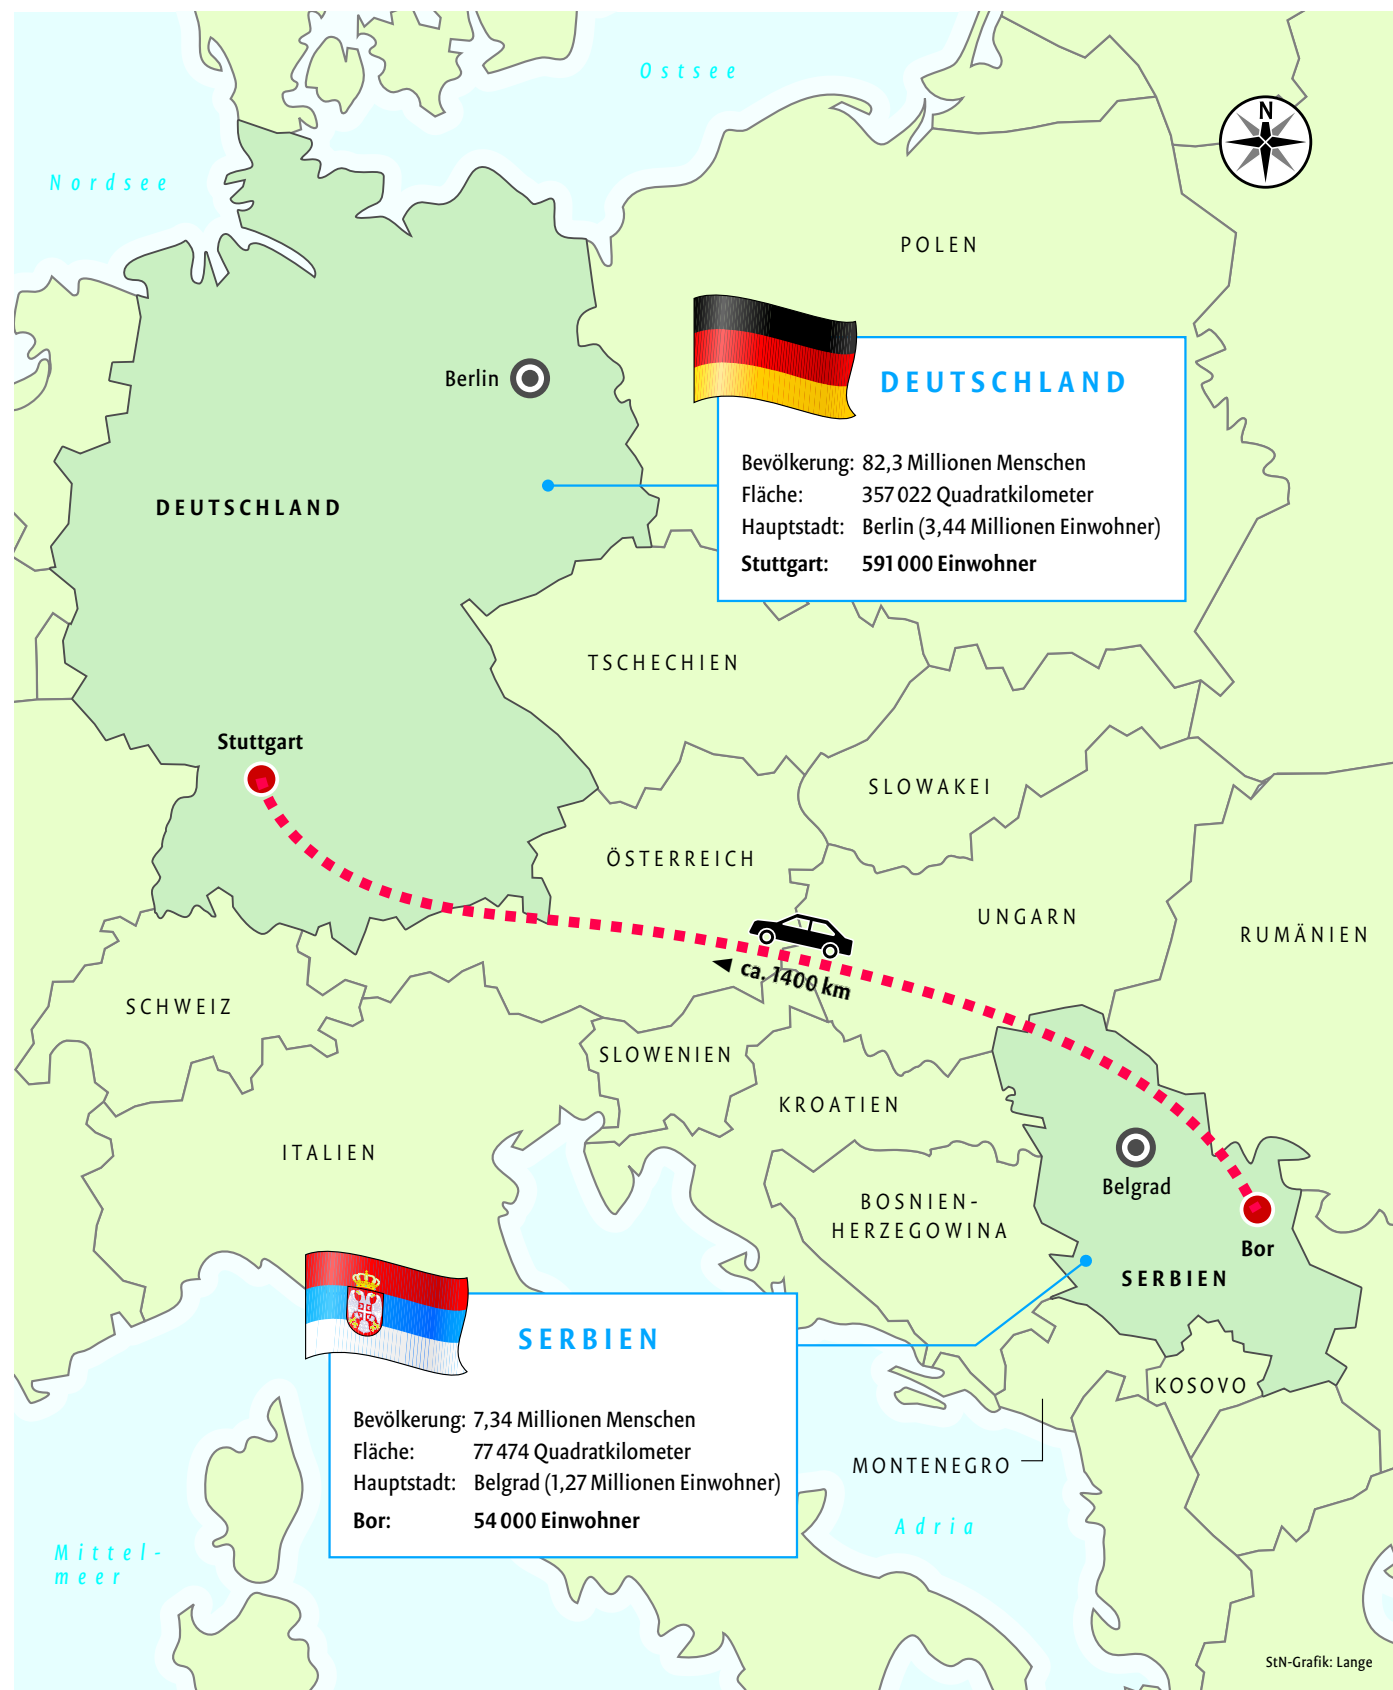 Ostsee
N
Nordsee
POLEN
Berlin
DEUTSCHLAND
Bevölkerung: 82,3 Millionen Menschen
Fläche: 357 022 Quadratkilometer
Hauptstadt: Berlin (3,44 Millionen Einwohner)
Stuttgart: 591 000 Einwohner
DEUTSCHLAND
TSCHECHIEN
Stuttgart
SLOWAKEI
ÖSTERREICH
UNGARN
RUMÄNIEN
ca. 1400 km
SCHWEIZ
SLOWENIEN
KROATIEN
ITALIEN
Belgrad
BOSNIEN-
HERZEGOWINA
Bor
SERBIEN
SERBIEN
Bevölkerung: 7,34 Millionen Menschen
Fläche: 77 474 Quadratkilometer
Hauptstadt: Belgrad (1,27 Millionen Einwohner)
Bor: 54 000 Einwohner
KOSOVO
MONTENEGRO
Adria
Mittel-
meer
StN-Grafik: Lange